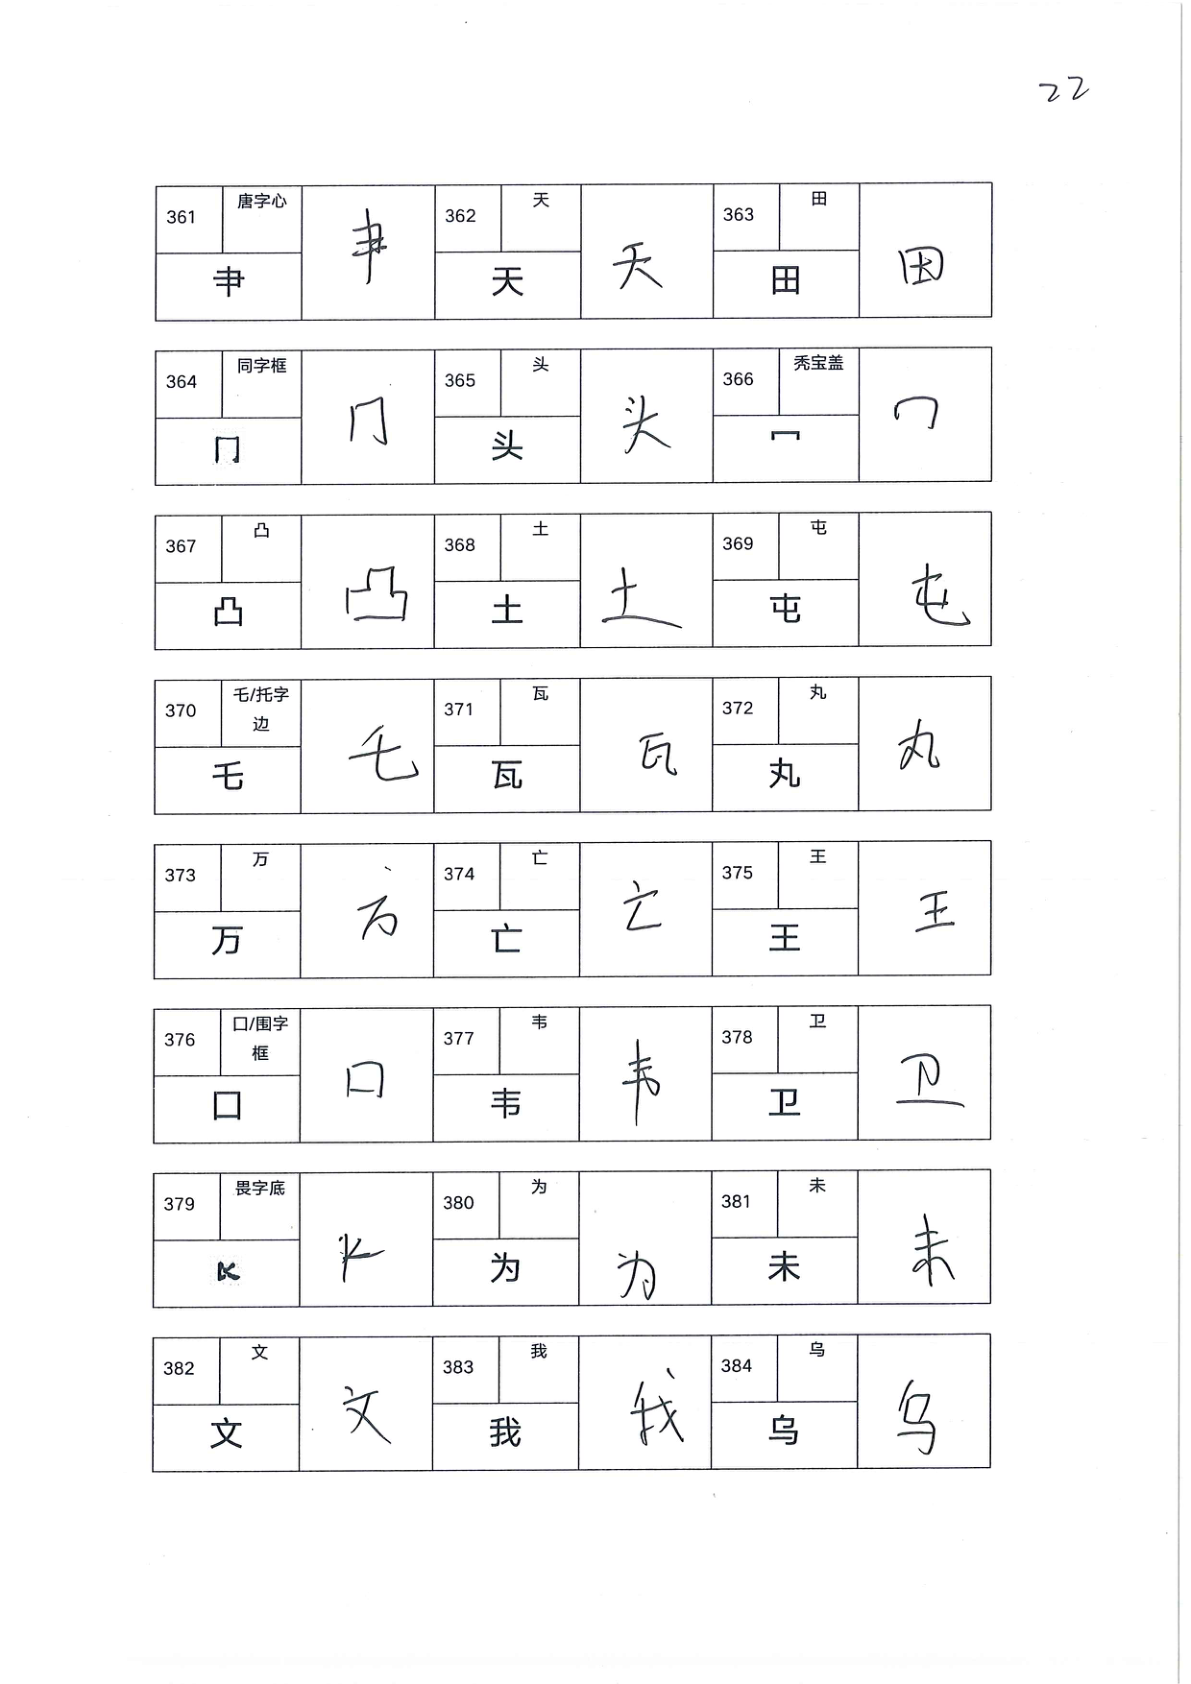 22
361 唐字心 肀 肀 362 天 天 天 363 田 田 田
364 同字框 冂 冂 365 头 头 头 366 秃宝盖 冖 冖
367 凸 凸 凸 368 土 土 土 369 屯 屯 屯
370 乇/托字
边 乇 乇 371 瓦 瓦 瓦 372 丸 丸 丸
373 万 万 万 374 亡 亡 亡 375 王 王 王
376 口/围字
框 口 口 377 韦 韦 韦 378 卫 卫 卫
379 畏字底 380 为 为 为 381 未 未 未
382 文 文 文 383 我 我 我 384 乌 乌 乌